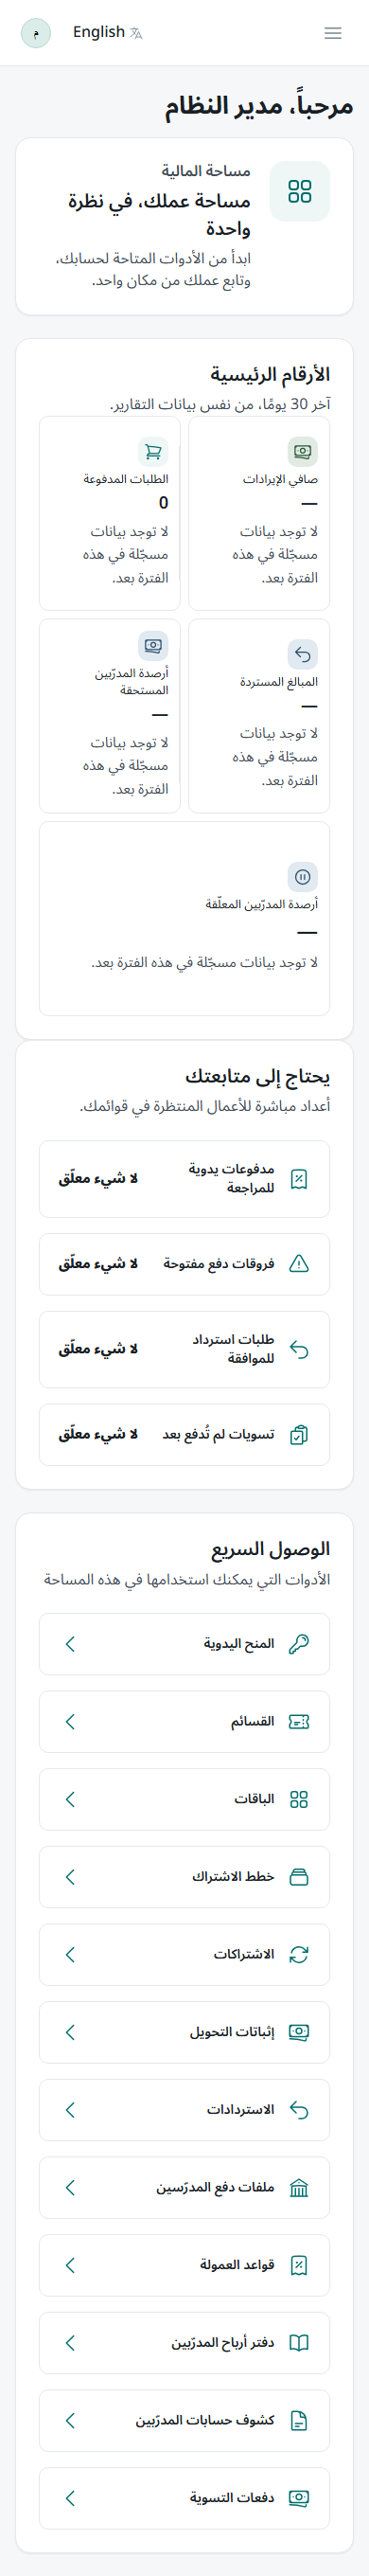 م
English
مرحباً، مدير النظام
مساحة المالية
مساحة عملك، في نظرة
واحدة
ابدأ من الأدوات المتاحة لحسابك،
وتابع عملك من مكان واحد.
الأرقام الرئيسية
آخر 30 يومًا، من نفس بيانات التقارير.
صافي الإيرادات
—
لا توجد بيانات
مسجّلة في هذه
الفترة بعد.
الطلبات المدفوعة
0
لا توجد بيانات
مسجّلة في هذه
الفترة بعد.
المبالغ المستردة
—
لا توجد بيانات
مسجّلة في هذه
الفترة بعد.
أرصدة المدرّبين
المستحقة
—
لا توجد بيانات
مسجّلة في هذه
الفترة بعد.
أرصدة المدرّبين المعلّقة
—
لا توجد بيانات مسجّلة في هذه الفترة بعد.
يحتاج إلى متابعتك
أعداد مباشرة للأعمال المنتظرة في قوائمك.
مدفوعات يدوية
للمراجعة
لا شيء معلّق
فروقات دفع مفتوحة
لا شيء معلّق
طلبات استرداد
للموافقة
لا شيء معلّق
تسويات لم تُدفع بعد
لا شيء معلّق
الوصول السريع
الأدوات التي يمكنك استخدامها في هذه المساحة
المنح اليدوية
القسائم
الباقات
خطط الاشتراك
الاشتراكات
إثباتات التحويل
الاستردادات
ملفات دفع المدرّسين
قواعد العمولة
دفتر أرباح المدرّبين
كشوف حسابات المدرّبين
دفعات التسوية